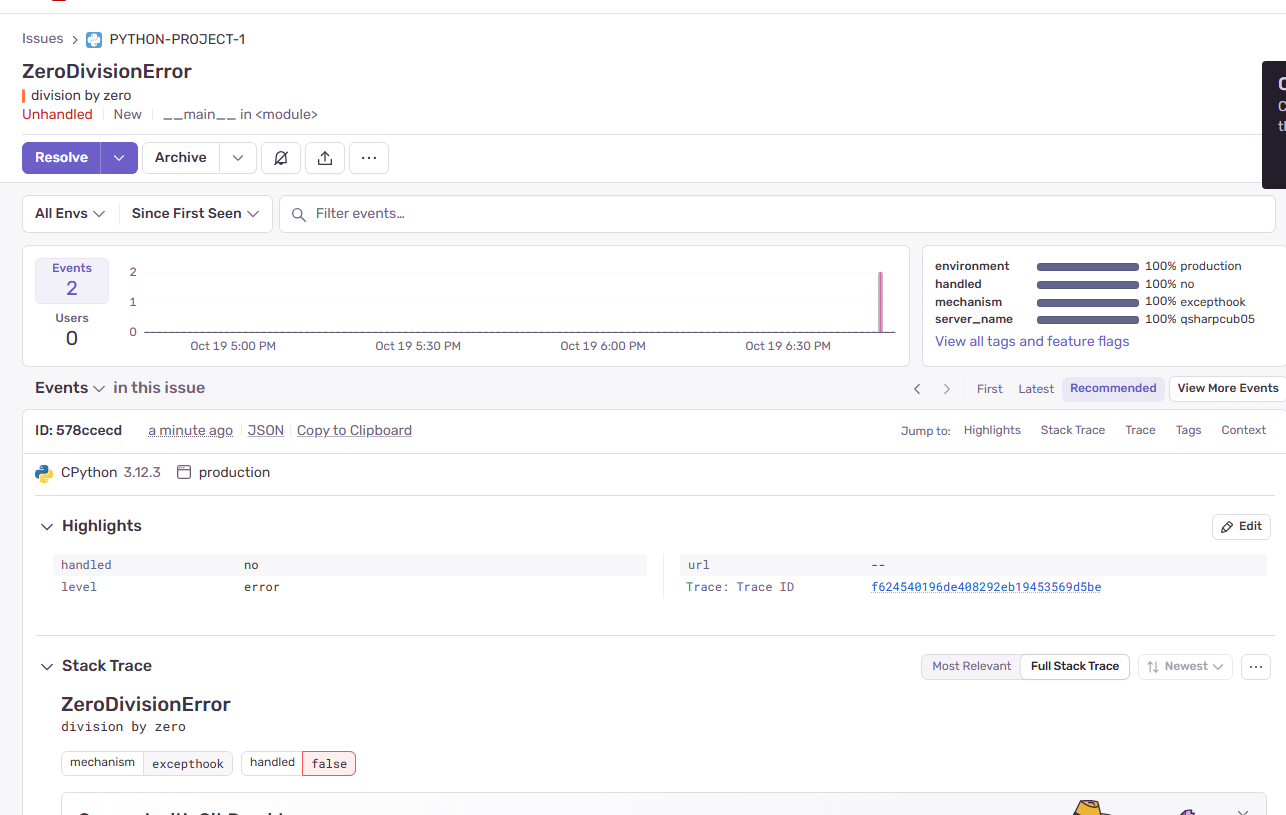 Issues > PYTHON-PROJECT-1
ZeroDivisionError
division by zero
Unhandled New __main__ in <module>
Resolve Archive ...
All Envs Since First Seen Filter events…
Events
2
Users
0
2
1
0
Oct 19 5:00 PM Oct 19 5:30 PM Oct 19 6:00 PM Oct 19 6:30 PM
environment 100% production
handled 100% no
mechanism 100% excepthook
server_name 100% qsharpcub05
View all tags and feature flags
Events in this issue First Latest Recommended View More Events
ID: 578ccecd a minute ago JSON Copy to Clipboard Jump to: Highlights Stack Trace Trace Tags Context
CPython 3.12.3 production
Highlights Edit
handled no url --
level error Trace: Trace ID f624540196de408292eb19453569d5be
Stack Trace Most Relevant Full Stack Trace Newest ...
ZeroDivisionError
division by zero
mechanism excepthook handled false